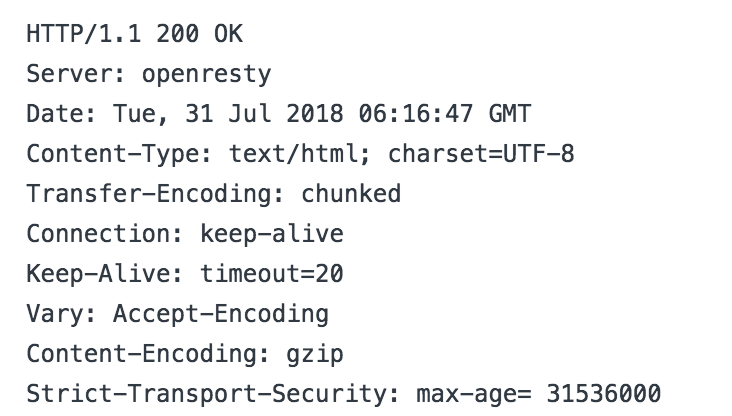 HTTP/1.1 200 OK
Server: openresty
Date: Tue, 31 Jul 2018 06:16:47 GMT
Content-Type: text/html; charset=UTF-8
Transfer-Encoding: chunked
Connection: keep-alive
Keep-Alive: timeout=20
Vary: Accept-Encoding
Content-Encoding: gzip
Strict-Transport-Security: max-age= 31536000